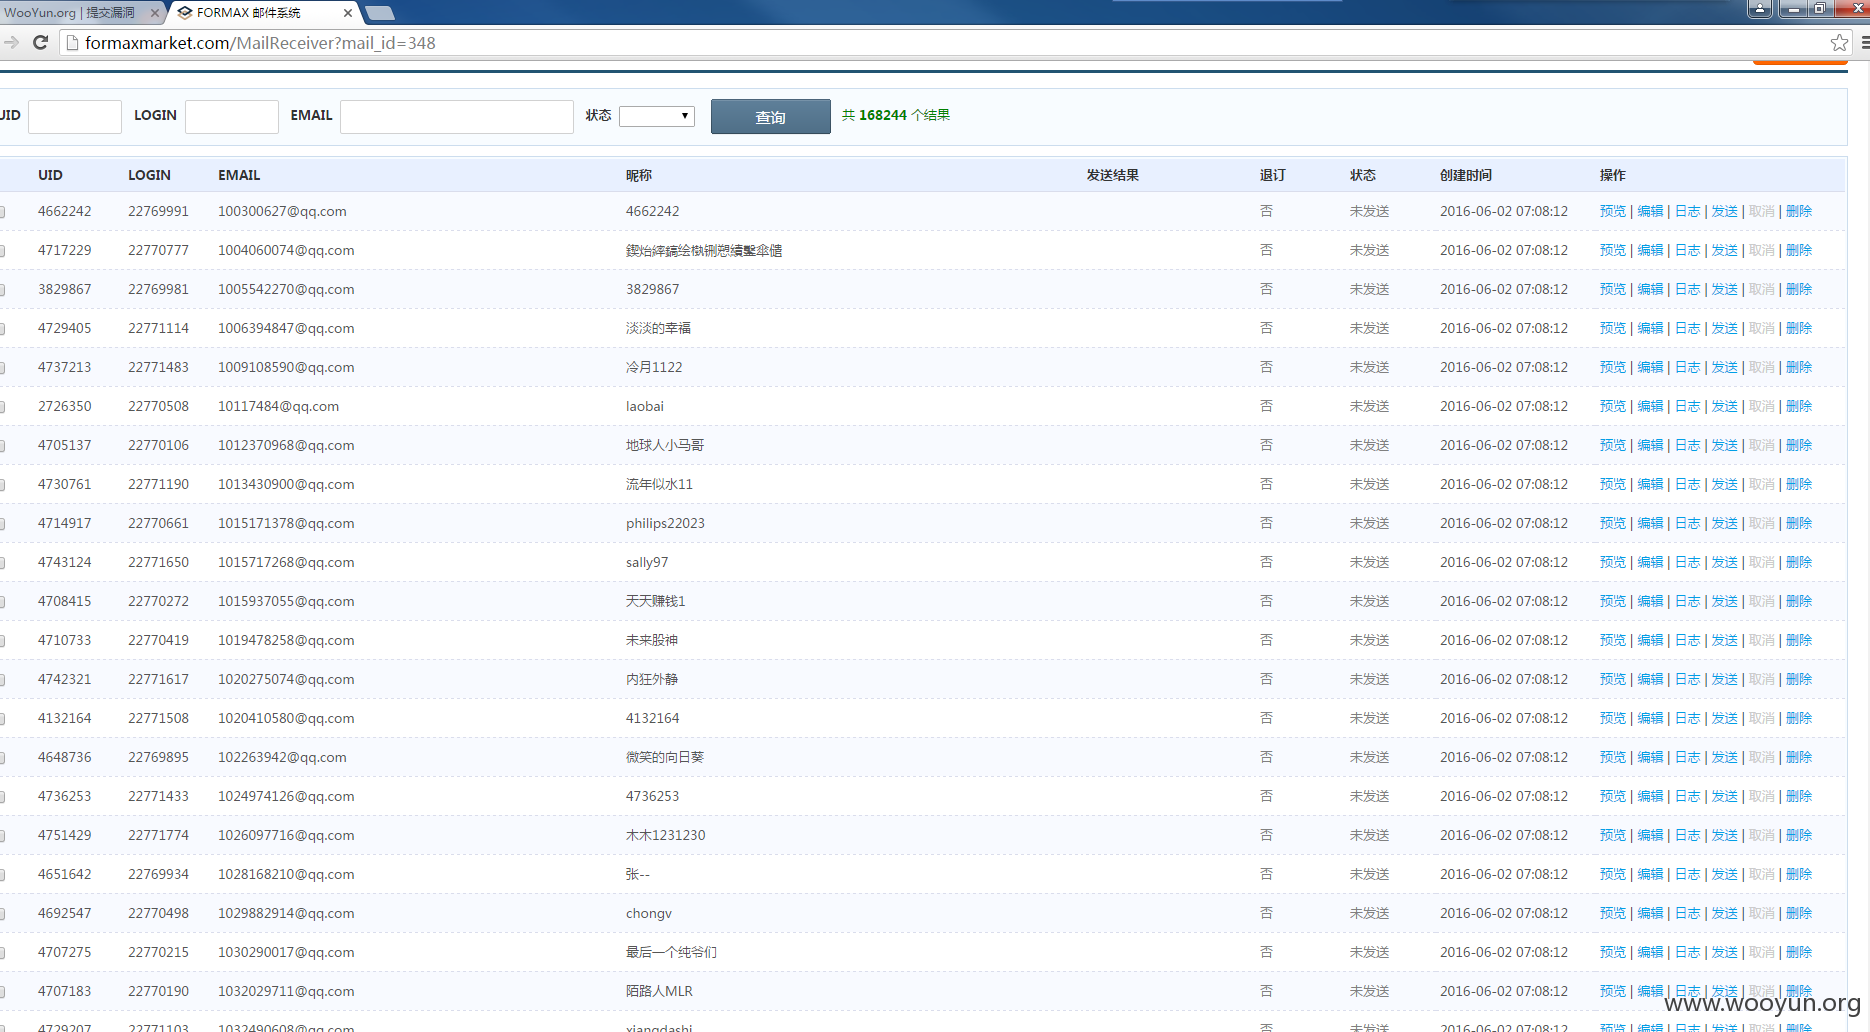 WooYun.org | 提交漏洞
FORMAX 邮件系统
formaxmarket.com/MailReceiver?mail_id=348
UID LOGIN EMAIL 状态 查询 共 168244 个结果
UID LOGIN EMAIL 昵称 发送结果 退订 状态 创建时间 操作
4662242 22769991 100300627@qq.com 4662242 否 未发送 2016-06-02 07:08:12 预览 | 编辑 | 日志 | 发送 | 取消 | 删除
4717229 22770777 1004060074@qq.com 否 未发送 2016-06-02 07:08:12 预览 | 编辑 | 日志 | 发送 | 取消 | 删除
3829867 22769981 1005542270@qq.com 3829867 否 未发送 2016-06-02 07:08:12 预览 | 编辑 | 日志 | 发送 | 取消 | 删除
4729405 22771114 1006394847@qq.com 淡淡的幸福 否 未发送 2016-06-02 07:08:12 预览 | 编辑 | 日志 | 发送 | 取消 | 删除
4737213 22771483 1009108590@qq.com 冷月1122 否 未发送 2016-06-02 07:08:12 预览 | 编辑 | 日志 | 发送 | 取消 | 删除
2726350 22770508 10117484@qq.com laobai 否 未发送 2016-06-02 07:08:12 预览 | 编辑 | 日志 | 发送 | 取消 | 删除
4705137 22770106 1012370968@qq.com 地球人小马哥 否 未发送 2016-06-02 07:08:12 预览 | 编辑 | 日志 | 发送 | 取消 | 删除
4730761 22771190 1013430900@qq.com 流年似水11 否 未发送 2016-06-02 07:08:12 预览 | 编辑 | 日志 | 发送 | 取消 | 删除
4714917 22770661 1015171378@qq.com philips22023 否 未发送 2016-06-02 07:08:12 预览 | 编辑 | 日志 | 发送 | 取消 | 删除
4743124 22771650 1015717268@qq.com sally97 否 未发送 2016-06-02 07:08:12 预览 | 编辑 | 日志 | 发送 | 取消 | 删除
4708415 22770272 1015937055@qq.com 天天赚钱1 否 未发送 2016-06-02 07:08:12 预览 | 编辑 | 日志 | 发送 | 取消 | 删除
4710733 22770419 1019478258@qq.com 未来股神 否 未发送 2016-06-02 07:08:12 预览 | 编辑 | 日志 | 发送 | 取消 | 删除
4742321 22771617 1020275074@qq.com 内狂外静 否 未发送 2016-06-02 07:08:12 预览 | 编辑 | 日志 | 发送 | 取消 | 删除
4132164 22771508 1020410580@qq.com 4132164 否 未发送 2016-06-02 07:08:12 预览 | 编辑 | 日志 | 发送 | 取消 | 删除
4648736 22769895 102263942@qq.com 微笑的向日葵 否 未发送 2016-06-02 07:08:12 预览 | 编辑 | 日志 | 发送 | 取消 | 删除
4736253 22771433 1024974126@qq.com 4736253 否 未发送 2016-06-02 07:08:12 预览 | 编辑 | 日志 | 发送 | 取消 | 删除
4751429 22771774 1026097716@qq.com 木木1231230 否 未发送 2016-06-02 07:08:12 预览 | 编辑 | 日志 | 发送 | 取消 | 删除
4651642 22769934 1028168210@qq.com 张-- 否 未发送 2016-06-02 07:08:12 预览 | 编辑 | 日志 | 发送 | 取消 | 删除
4692547 22770498 1029882914@qq.com chongv 否 未发送 2016-06-02 07:08:12 预览 | 编辑 | 日志 | 发送 | 取消 | 删除
4707275 22770215 1030290017@qq.com 最后一个纯爷们 否 未发送 2016-06-02 07:08:12 预览 | 编辑 | 日志 | 发送 | 取消 | 删除
4707183 22770190 1032029711@qq.com 陌路人MLR 否 未发送 2016-06-02 07:08:12 预览 | 编辑 | 日志 | 发送 | 取消 | 删除
4729207 22771103 1032490608@qq.com xiangdashi 否 未发送 2016-06-02 07:08:12 预览 | 编辑 | 日志 | 发送 | 取消 | 删除
www.wooyun.org